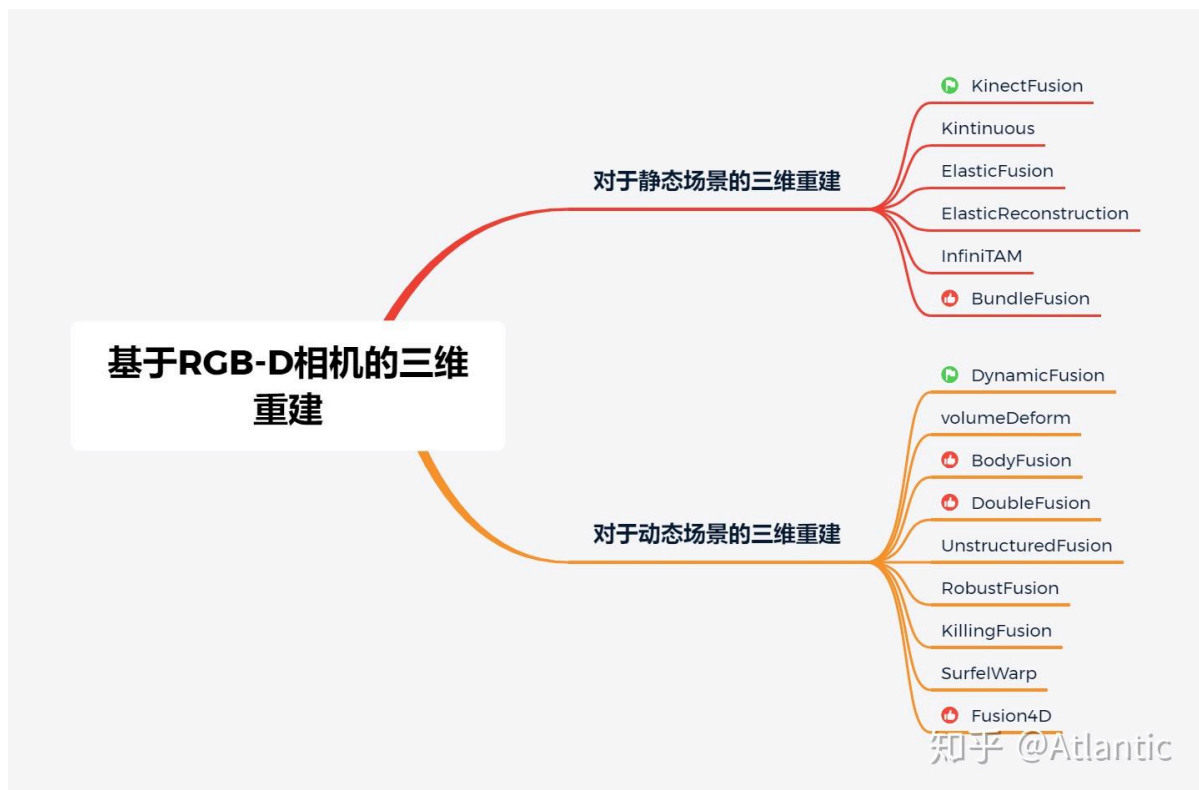 基于RGB-D相机的三维
重建
对于静态场景的三维重建
KinectFusion
Kintinuous
ElasticFusion
ElasticReconstruction
InfiniTAM
BundleFusion
对于动态场景的三维重建
DynamicFusion
volumeDeform
BodyFusion
DoubleFusion
UnstructuredFusion
RobustFusion
KillingFusion
SurfelWarp
Fusion4D
知乎 @Atlantic